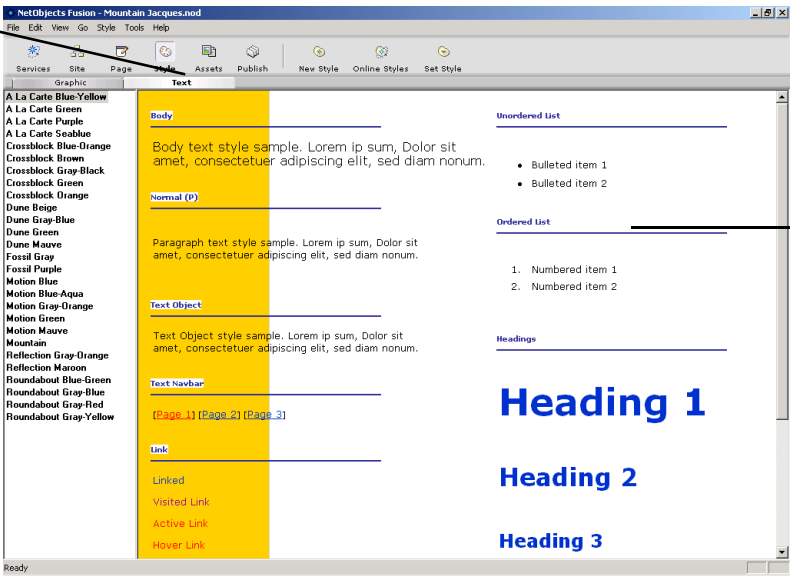 NetObjects Fusion - Mountain Jacques.nod
File Edit View Go Style Tools Help
Services Site Page Style Assets Publish New Style Online Styles Set Style
Graphic Text
A La Carte Blue-Yellow
A La Carte Green
A La Carte Purple
A La Carte Seablue
Crossblock Blue-Orange
Crossblock Brown
Crossblock Gray-Black
Crossblock Green
Crossblock Orange
Dune Beige
Dune Gray-Blue
Dune Green
Dune Mauve
Fossil Gray
Fossil Purple
Motion Blue
Motion Blue-Aqua
Motion Gray-Orange
Motion Green
Motion Mauve
Mountain
Reflection Gray-Orange
Reflection Maroon
Roundabout Blue-Green
Roundabout Gray-Blue
Roundabout Gray-Red
Roundabout Gray-Yellow
Body
Body text style sample. Lorem ip sum, Dolor sit
amet, consectetuer adipiscing elit, sed diam nonum.
Normal (P)
Paragraph text style sample. Lorem ip sum, Dolor sit
amet, consectetuer adipiscing elit, sed diam nonum.
Text Object
Text Object style sample. Lorem ip sum, Dolor sit
amet, consectetuer adipiscing elit, sed diam nonum.
Text Navbar
[Page 1] [Page 2] [Page 3]
Link
Linked
Visited Link
Active Link
Hover Link
Unordered List
• Bulleted item 1
• Bulleted item 2
Ordered List
1. Numbered item 1
2. Numbered item 2
Headings
Heading 1
Heading 2
Heading 3
Ready